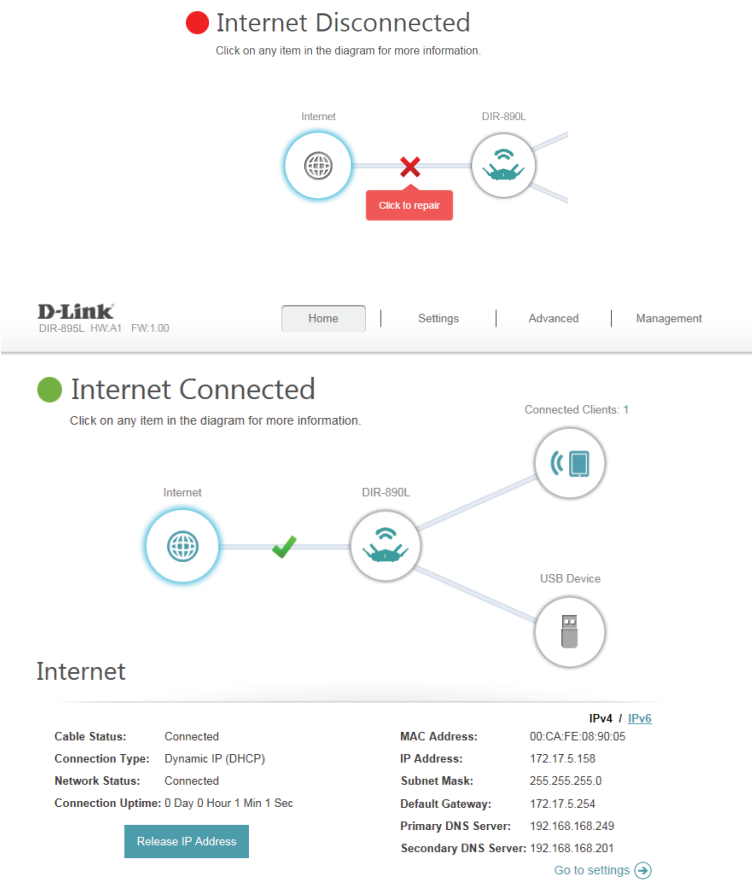 Internet Disconnected
Click on any item in the diagram for more information.
Internet
DIR-890L
Click to repair
D-Link
DIR-895L HW:A1 FW:1.00
Home
Settings
Advanced
Management
Internet Connected
Click on any item in the diagram for more information.
Connected Clients: 1
Internet
DIR-890L
USB Device
Internet
IPv4 / IPv6
Cable Status: Connected
Connection Type: Dynamic IP (DHCP)
Network Status: Connected
Connection Uptime: 0 Day 0 Hour 1 Min 1 Sec
Release IP Address
MAC Address: 00:CA:FE:08:90:05
IP Address: 172.17.5.158
Subnet Mask: 255.255.255.0
Default Gateway: 172.17.5.254
Primary DNS Server: 192.168.168.249
Secondary DNS Server: 192.168.168.201
Go to settings